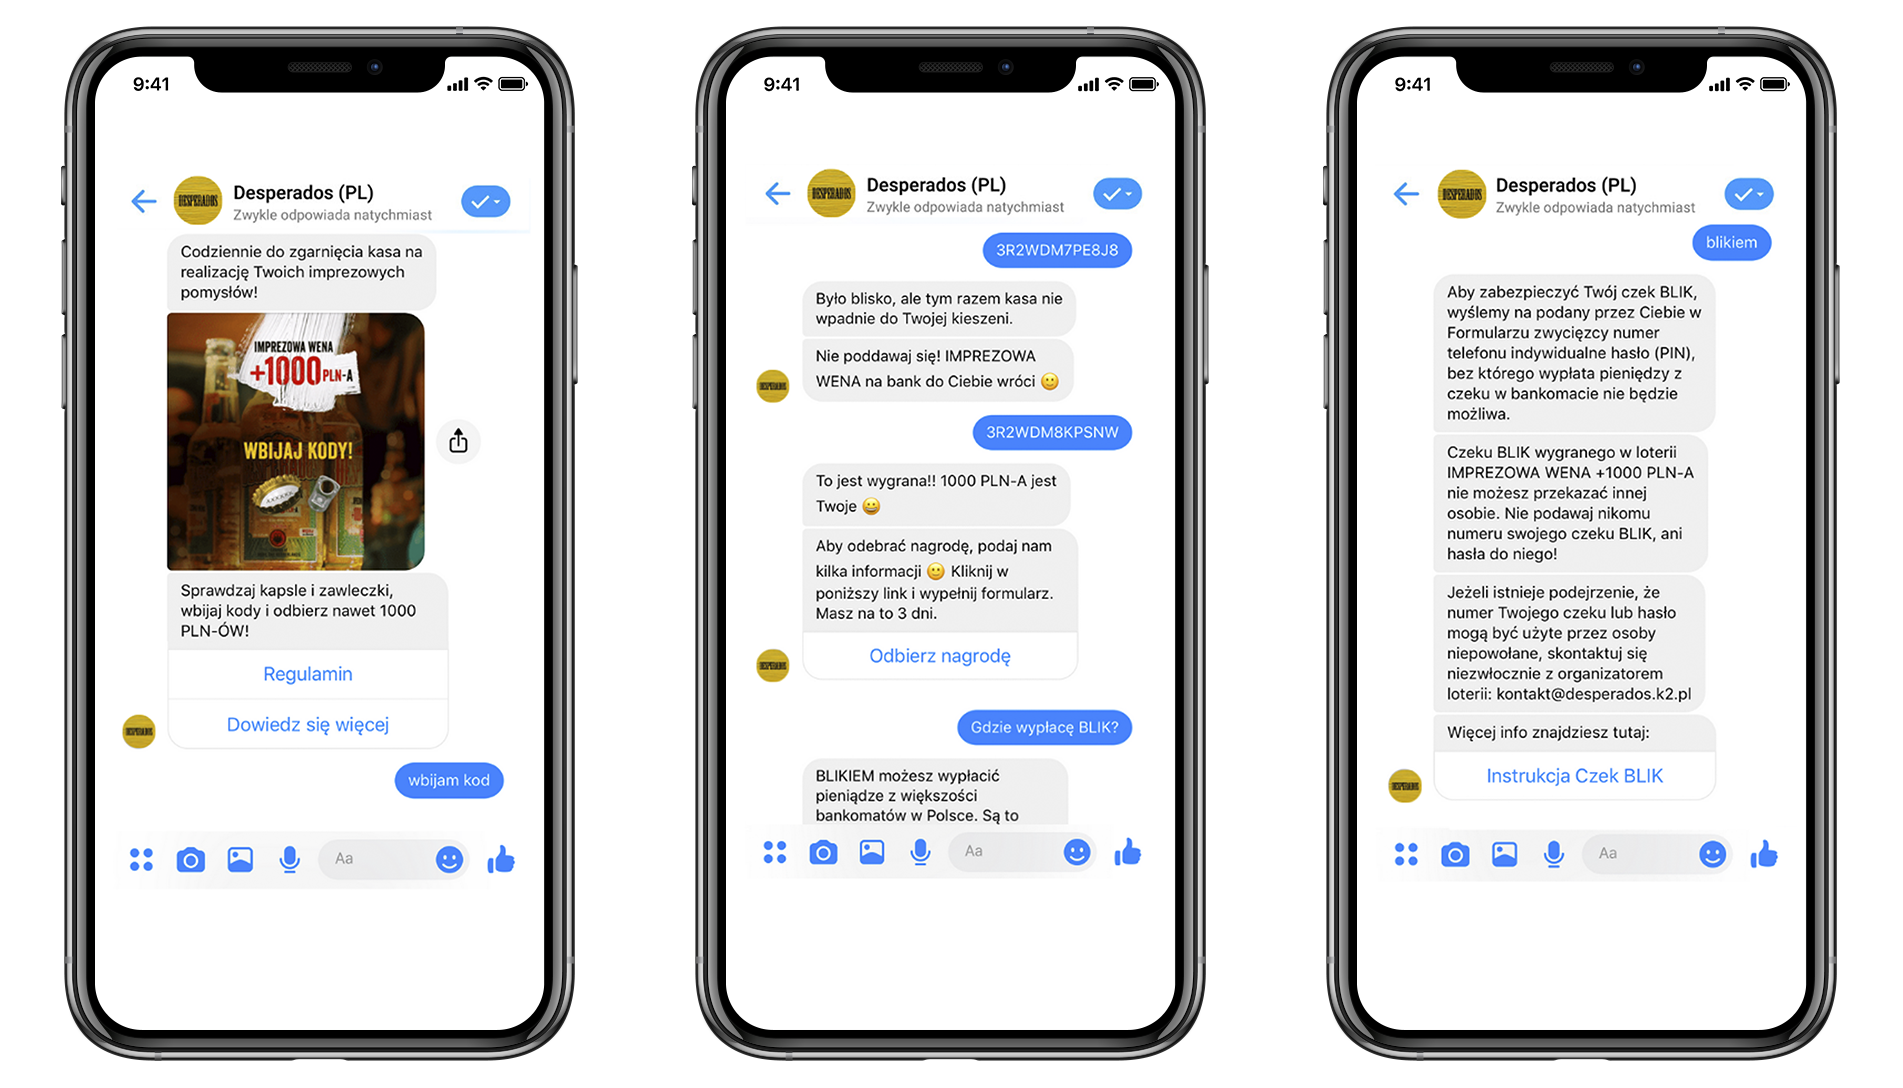 9:41
DESPERADOS
Desperados (PL)
Zwykle odpowiada natychmiast
Codziennie do zgarnięcia kasa na
realizację Twoich imprezowych
pomysłów!
IMPREZOWA WENA
+1000 PLN-A
WBIJAJ KODY!
Sprawdzaj kapsle i zawleczki,
wbijaj kody i odbierz nawet 1000
PLN-ÓW!
Regulamin
Dowiedz się więcej
DESPERADOS
wbijam kod
Aa
9:41
DESPERADOS
Desperados (PL)
Zwykle odpowiada natychmiast
3R2WDM7PE8J8
Było blisko, ale tym razem kasa nie
wpadnie do Twojej kieszeni.
Nie poddawaj się! IMPREZOWA
WENA na bank do Ciebie wróci 🙂
DESPERADOS
3R2WDM8KPSNW
To jest wygrana!! 1000 PLN-A jest
Twoje 😀
Aby odebrać nagrodę, podaj nam
kilka informacji 🙂 Kliknij w
poniższy link i wypełnij formularz.
Masz na to 3 dni.
Odbierz nagrodę
DESPERADOS
Gdzie wypłacę BLIK?
BLIKIEM możesz wypłacić
pieniądze z większości
bankomatów w Polsce. Są to
Aa
9:41
DESPERADOS
Desperados (PL)
Zwykle odpowiada natychmiast
blikiem
Aby zabezpieczyć Twój czek BLIK,
wyślemy na podany przez Ciebie w
Formularzu zwycięzcy numer
telefonu indywidualne hasło (PIN),
bez którego wypłata pieniędzy z
czeku w bankomacie nie będzie
możliwa.
Czeku BLIK wygranego w loterii
IMPREZOWA WENA +1000 PLN-A
nie możesz przekazać innej
osobie. Nie podawaj nikomu
numeru swojego czeku BLIK, ani
hasła do niego!
Jeżeli istnieje podejrzenie, że
numer Twojego czeku lub hasło
mogą być użyte przez osoby
niepowołane, skontaktuj się
niezwłocznie z organizatorem
loterii: kontakt@desperados.k2.pl
Więcej info znajdziesz tutaj:
Instrukcja Czek BLIK
DESPERADOS
Aa